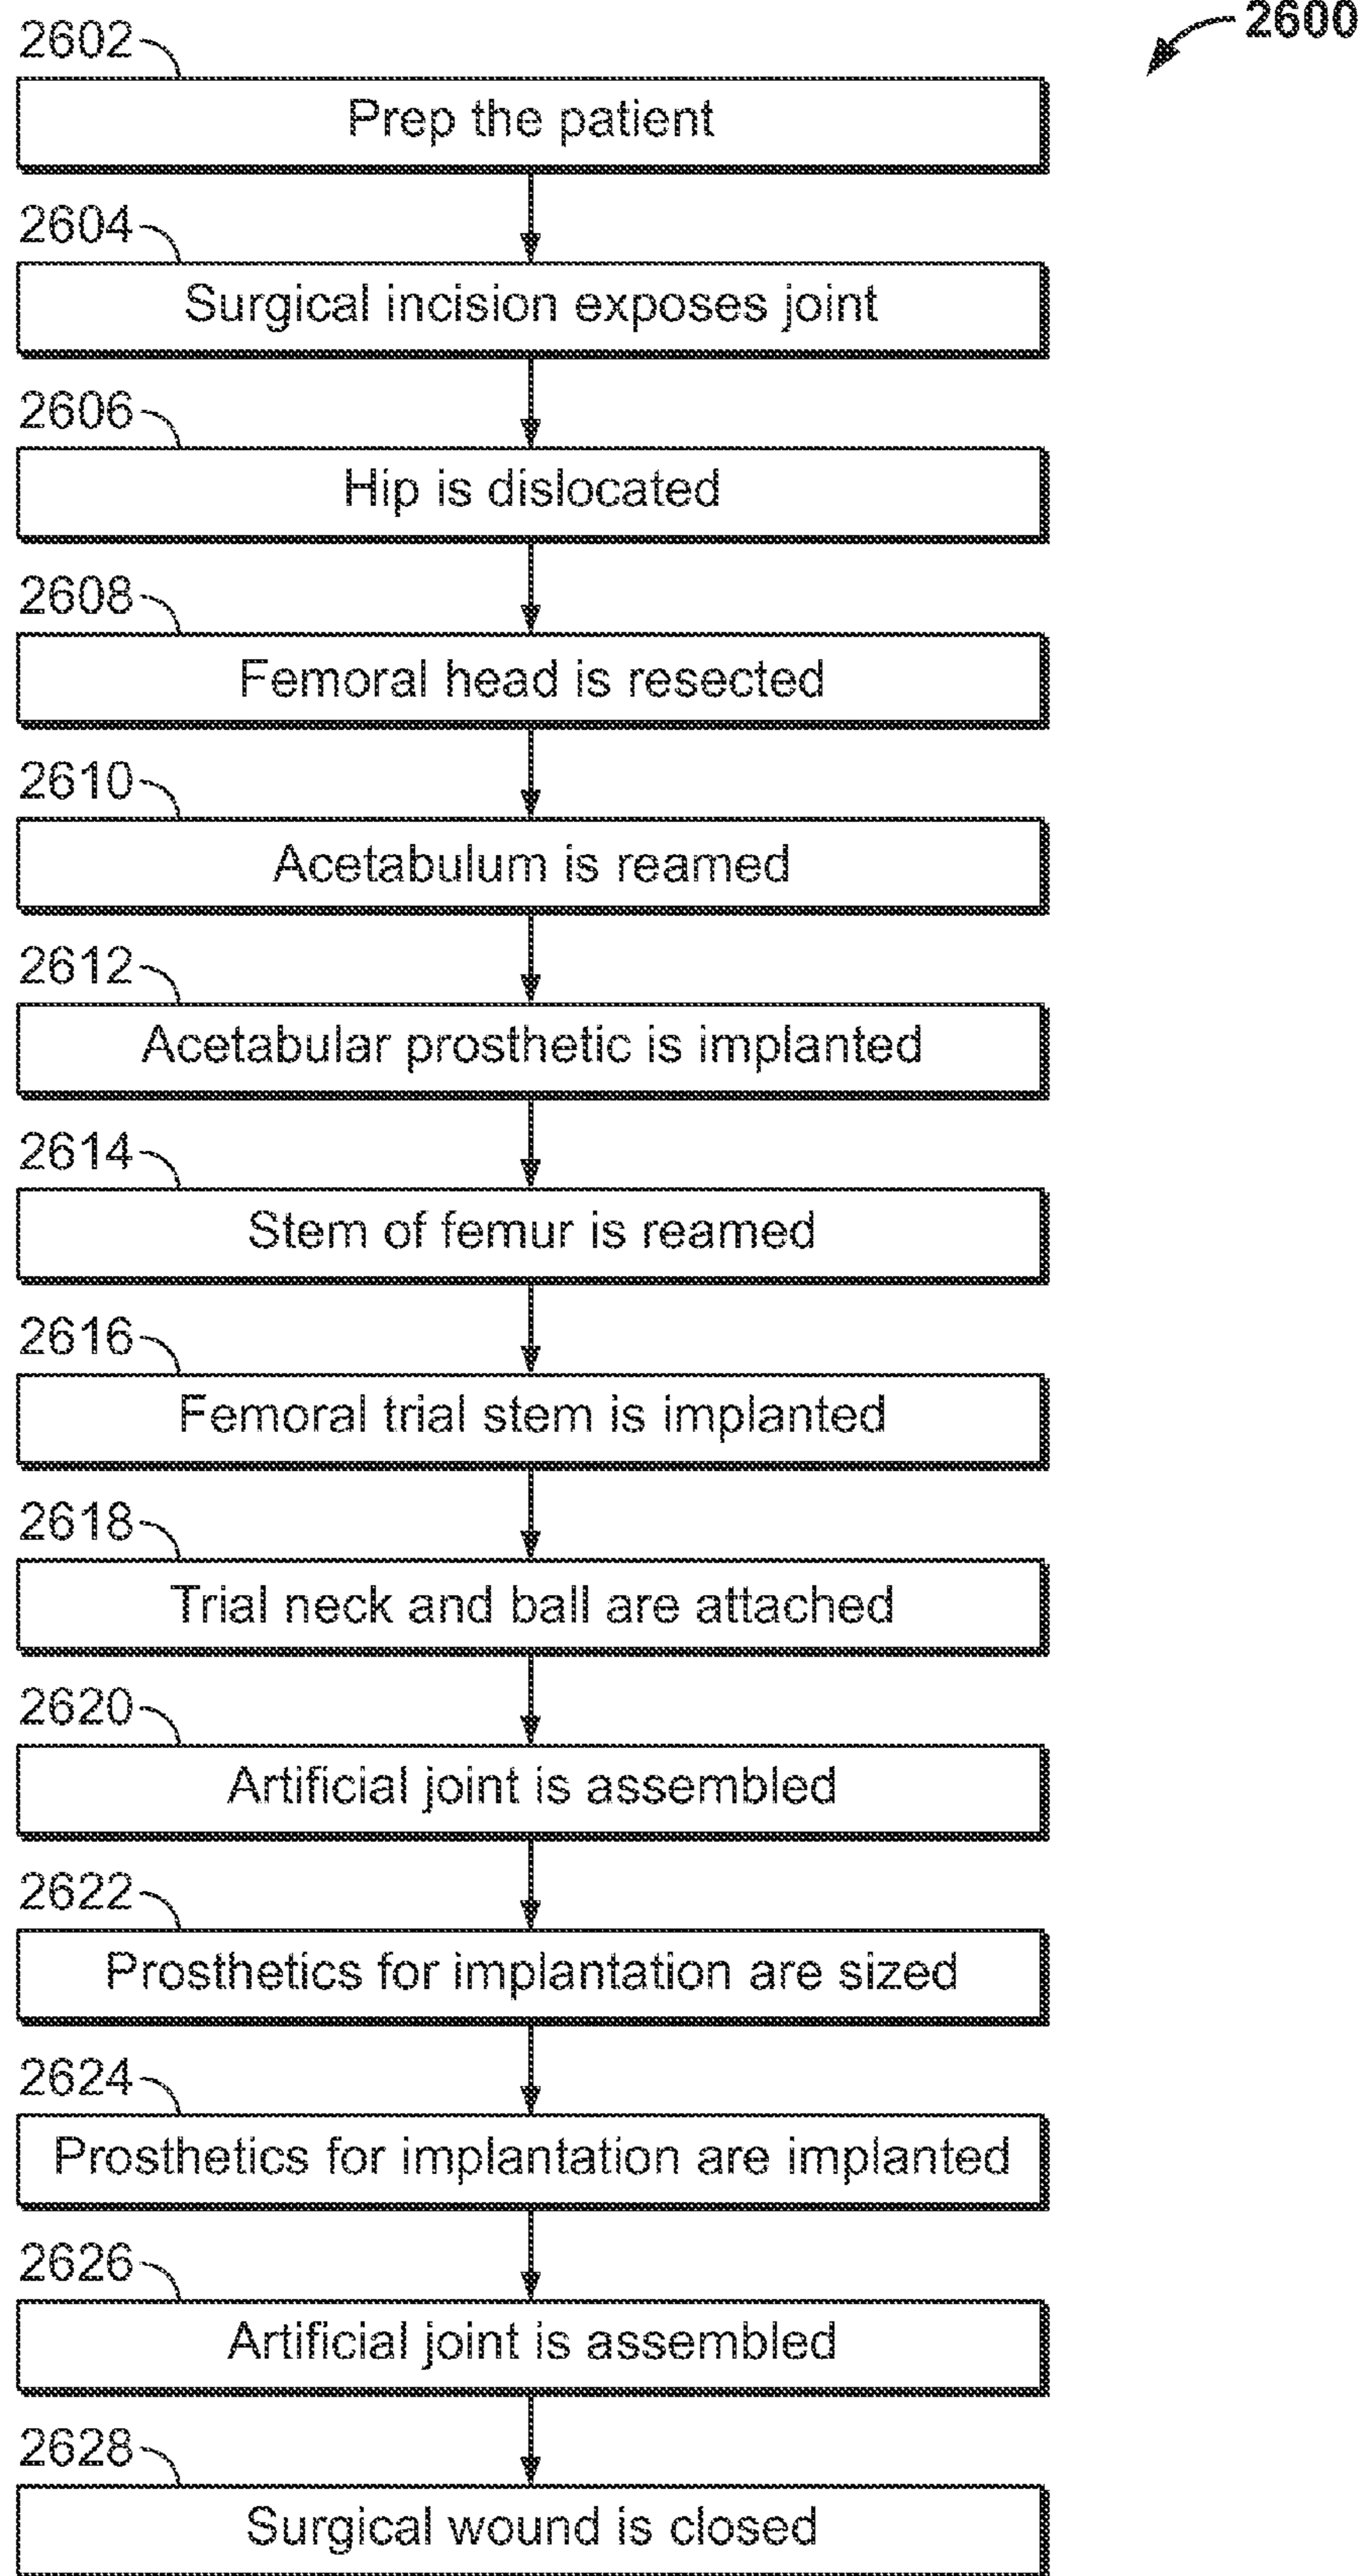 2600
2602
Prep the patient
2604
Surgical incision exposes joint
2606
Hip is dislocated
2608
Femoral head is resected
2610
Acetabulum is reamed
2612
Acetabular prosthetic is implanted
2614
Stem of femur is reamed
2616
Femoral trial stem is implanted
2618
Trial neck and ball are attached
2620
Artificial joint is assembled
2622
Prosthetics for implantation are sized
2624
Prosthetics for implantation are implanted
2626
Artificial joint is assembled
2628
Surgical wound is closed